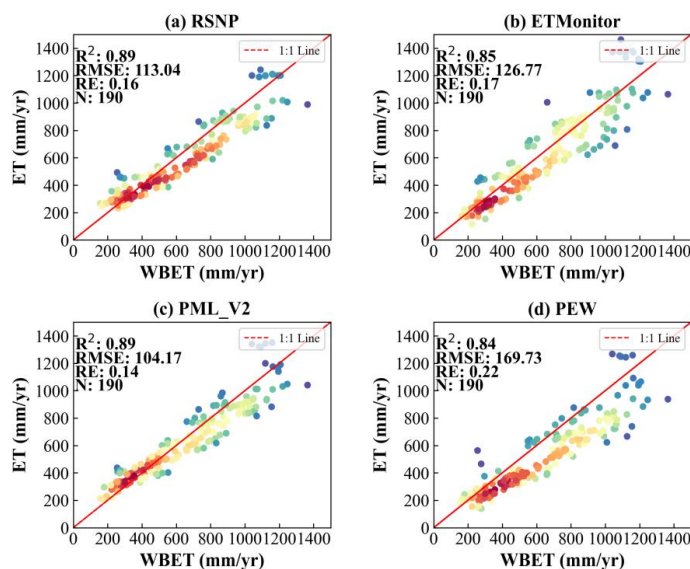 (a) RSNP
1400
1200
1000
800
600
400
200
0
ET (mm/yr)
R²: 0.89
RMSE: 113.04
RE: 0.16
N: 190
1:1 Line
0 200 400 600 800 1000 1200 1400
WBET (mm/yr)
(b) ETMonitor
1400
1200
1000
800
600
400
200
0
ET (mm/yr)
R²: 0.85
RMSE: 126.77
RE: 0.17
N: 190
1:1 Line
0 200 400 600 800 1000 1200 1400
WBET (mm/yr)
(c) PML_V2
1400
1200
1000
800
600
400
200
0
ET (mm/yr)
R²: 0.89
RMSE: 104.17
RE: 0.14
N: 190
1:1 Line
0 200 400 600 800 1000 1200 1400
WBET (mm/yr)
(d) PEW
1400
1200
1000
800
600
400
200
0
ET (mm/yr)
R²: 0.84
RMSE: 169.73
RE: 0.22
N: 190
1:1 Line
0 200 400 600 800 1000 1200 1400
WBET (mm/yr)